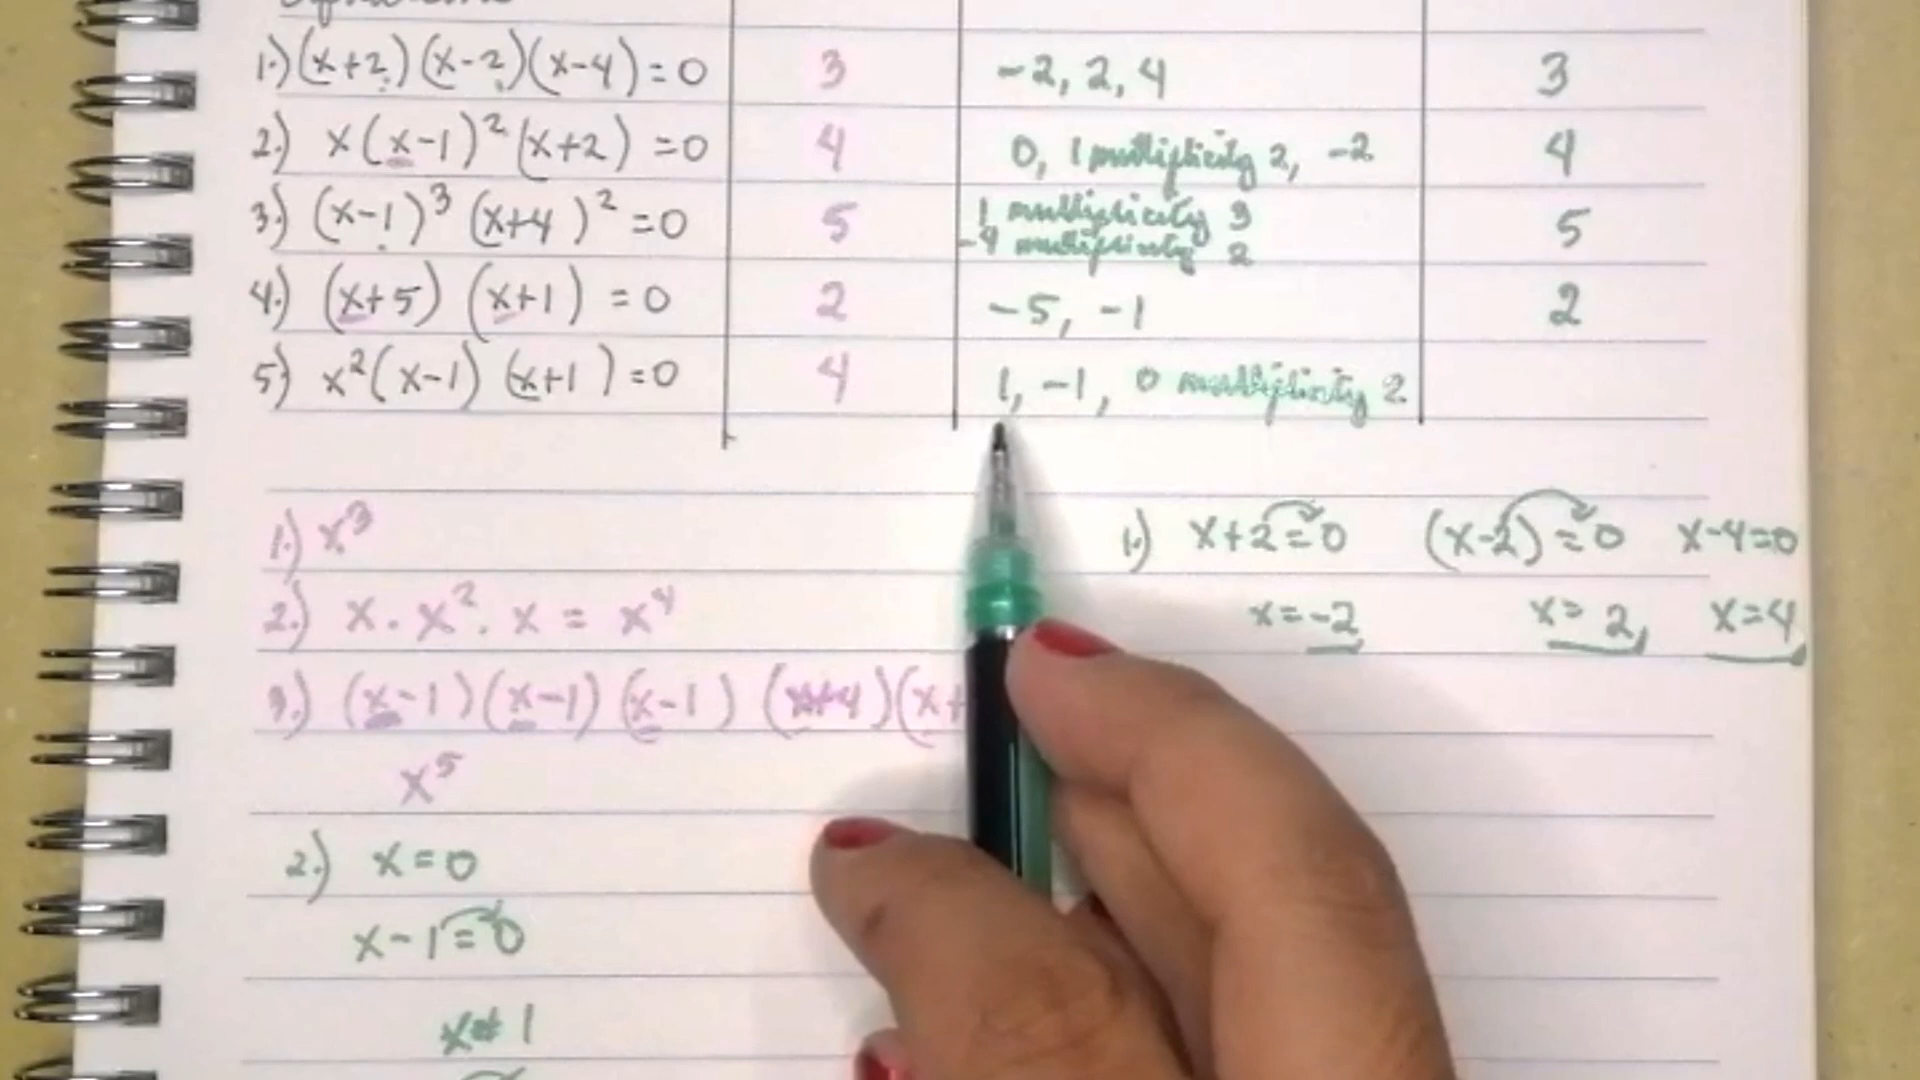 1.) (x+2) (x-2)(x-4) = 0 3 -2, 2, 4 3
2.) x(x-1)² (x+2) = 0 4 0, 1 multiplicity 2, -2 4
3.) (x-1)³ (x+4)² = 0 5 1 multiplicity 3 5
-4 multiplicity 2
4.) (x+5) (x+1) = 0 2 -5, -1 2
5.) x²(x-1) (x+1) = 0 4 1, -1, 0 multiplicity 2
1.) x³
2.) x · x² · x = x⁴
3.) (x-1)(x-1) (x-1) (x+4)(x+
x⁵
2.) x=0
x-1=0
x=1
1.) x+2=0 (x-2)=0 x-4=0
x=-2, x=2, x=4,